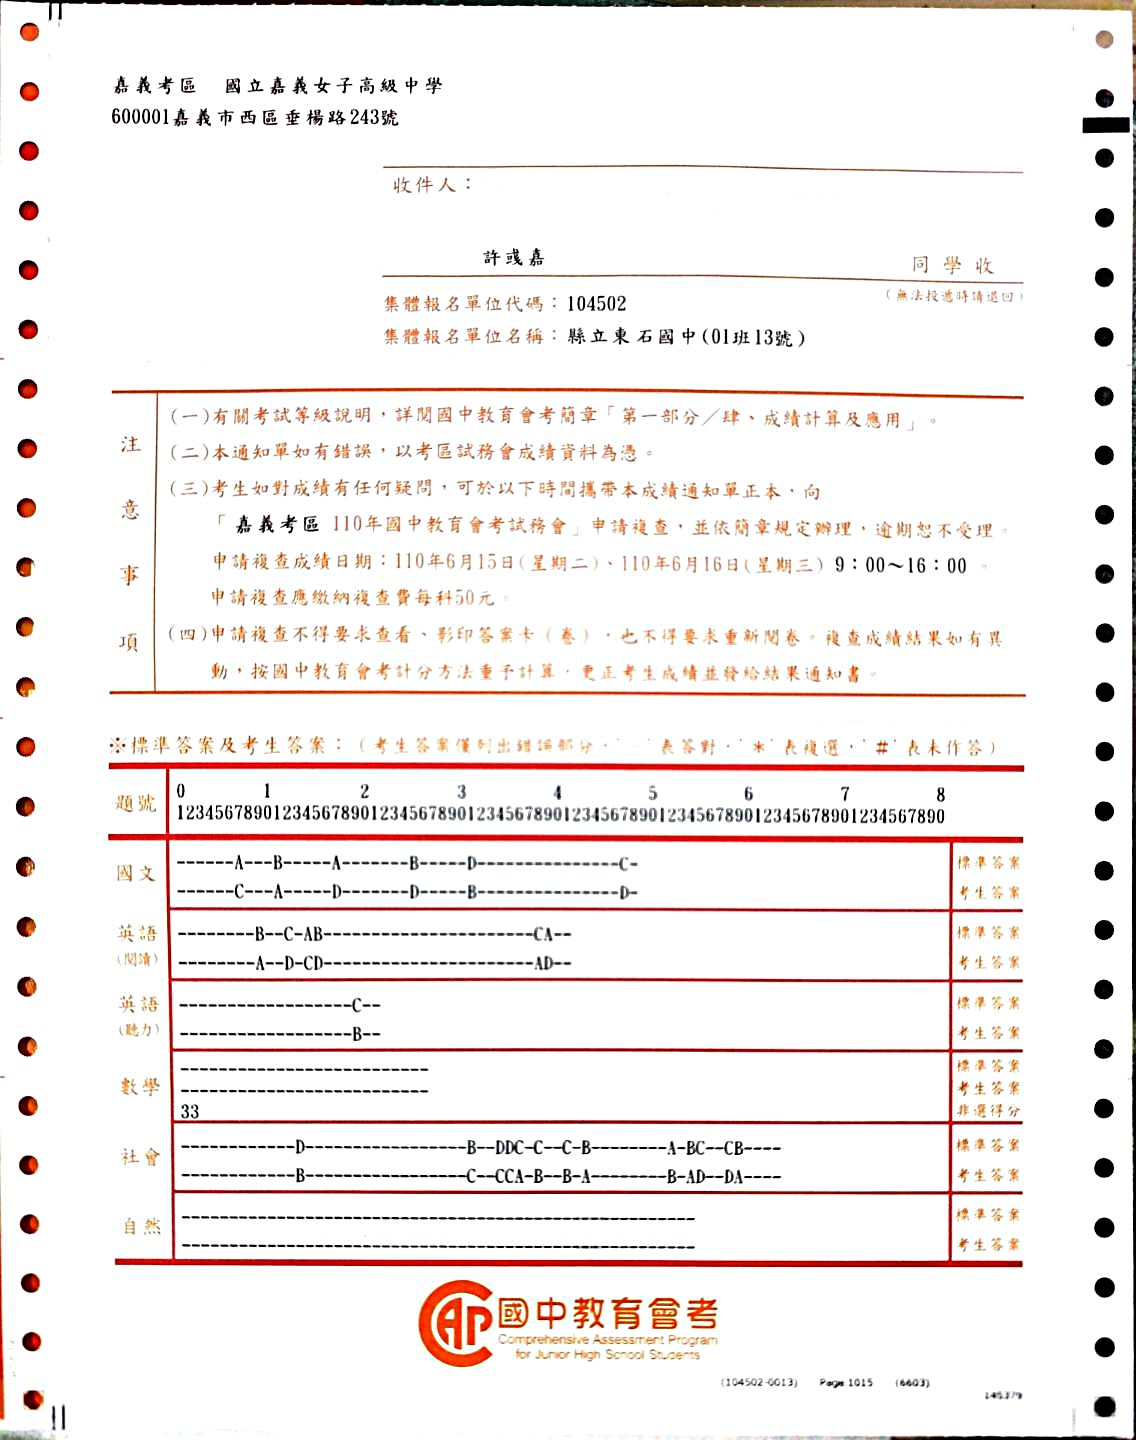 嘉義考區 國立嘉義女子高級中學
600001嘉義市西區垂楊路243號
收件人：
許彧嘉 同學收
（無法投遞時請退回）
集體報名單位代碼：104502
集體報名單位名稱：縣立東石國中(01班13號)
注意事項
(一)有關考試等級說明，詳閱國中教育會考簡章「第一部分／肆、成績計算及應用」。
(二)本通知單如有錯誤，以考區試務會成績資料為憑。
(三)考生如對成績有任何疑問，可於以下時間攜帶本成績通知單正本，向
「嘉義考區 110年國中教育會考試務會」申請複查，並依簡章規定辦理，逾期恕不受理。
申請複查成績日期：110年6月15日(星期二)、110年6月16日(星期三) 9：00～16：00 。
申請複查應繳納複查費每科50元。
(四)申請複查不得要求查看、影印答案卡（卷），也不得要求重新閱卷。複查成績結果如有異
動，按國中教育會考計分方法重予計算，更正考生成績並發給結果通知書。
※標準答案及考生答案：（考生答案僅列出錯誤部分，'-'表答對，'*'表複選，'#'表未作答）
題號
0 1 2 3 4 5 6 7 8
12345678901234567890123456789012345678901234567890123456789012345678901234567890
國文
------A---B-----A-------B-----D---------------C- 標準答案
------C---A-----D-------D-----B---------------D- 考生答案
英語
(閱讀)
--------B--C-AB----------------------CA-- 標準答案
--------A--D-CD----------------------AD-- 考生答案
英語
(聽力)
------------------C-- 標準答案
------------------B-- 考生答案
數學
-------------------------- 標準答案
-------------------------- 考生答案
33 非選得分
社會
------------D-----------------B--DDC-C--C-B--------A-BC--CB---- 標準答案
------------B-----------------C--CCA-B--B-A--------B-AD--DA---- 考生答案
自然
------------------------------------------------------ 標準答案
------------------------------------------------------ 考生答案
CAP 國中教育會考
Comprehensive Assessment Program
for Junior High School Students
(104502-0013) Page 1015 (6603)
145379